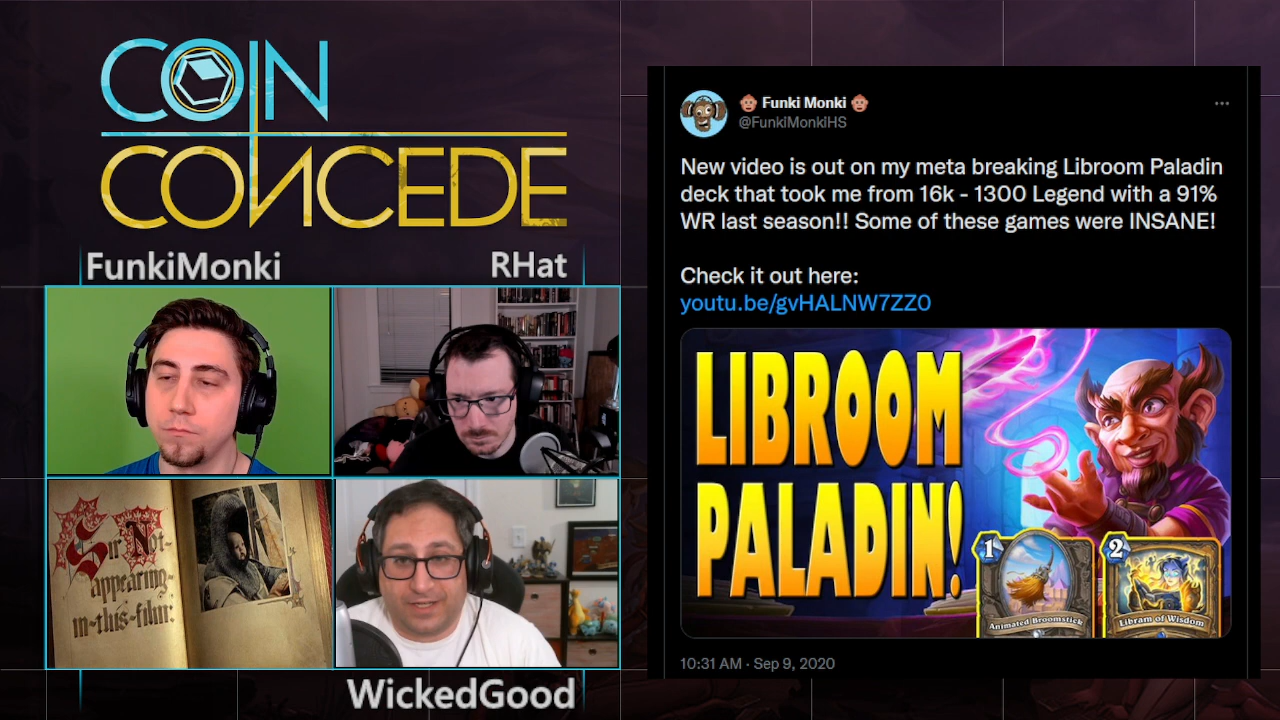 COIN
CONCEDE
FunkiMonki
RHat
Sir Not-
appearing-
in-this-film:
WickedGood
Funki Monki
@FunkiMonkiHS
New video is out on my meta breaking Libroom Paladin
deck that took me from 16k - 1300 Legend with a 91%
WR last season!! Some of these games were INSANE!
Check it out here:
youtu.be/gvHALNW7ZZ0
LIBROOM
PALADIN!
1
Animated Broomstick
2
Libram of Wisdom
10:31 AM · Sep 9, 2020